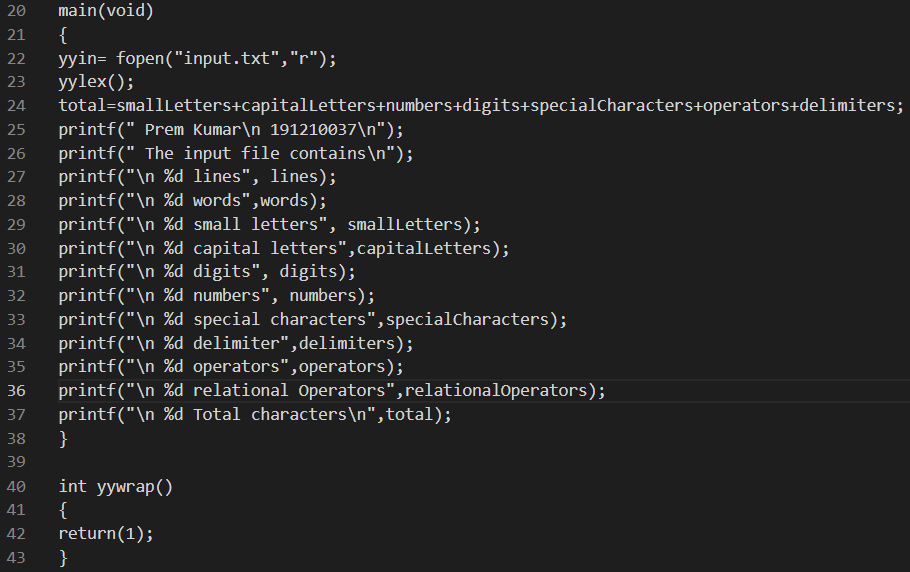 20 main(void)
21 {
22 yyin= fopen("input.txt","r");
23 yylex();
24 total=smallLetters+capitalLetters+numbers+digits+specialCharacters+operators+delimiters;
25 printf(" Prem Kumar\n 191210037\n");
26 printf(" The input file contains\n");
27 printf("\n %d lines", lines);
28 printf("\n %d words",words);
29 printf("\n %d small letters", smallLetters);
30 printf("\n %d capital letters",capitalLetters);
31 printf("\n %d digits", digits);
32 printf("\n %d numbers", numbers);
33 printf("\n %d special characters",specialCharacters);
34 printf("\n %d delimiter",delimiters);
35 printf("\n %d operators",operators);
36 printf("\n %d relational Operators",relationalOperators);
37 printf("\n %d Total characters\n",total);
38 }
39
40 int yywrap()
41 {
42 return(1);
43 }